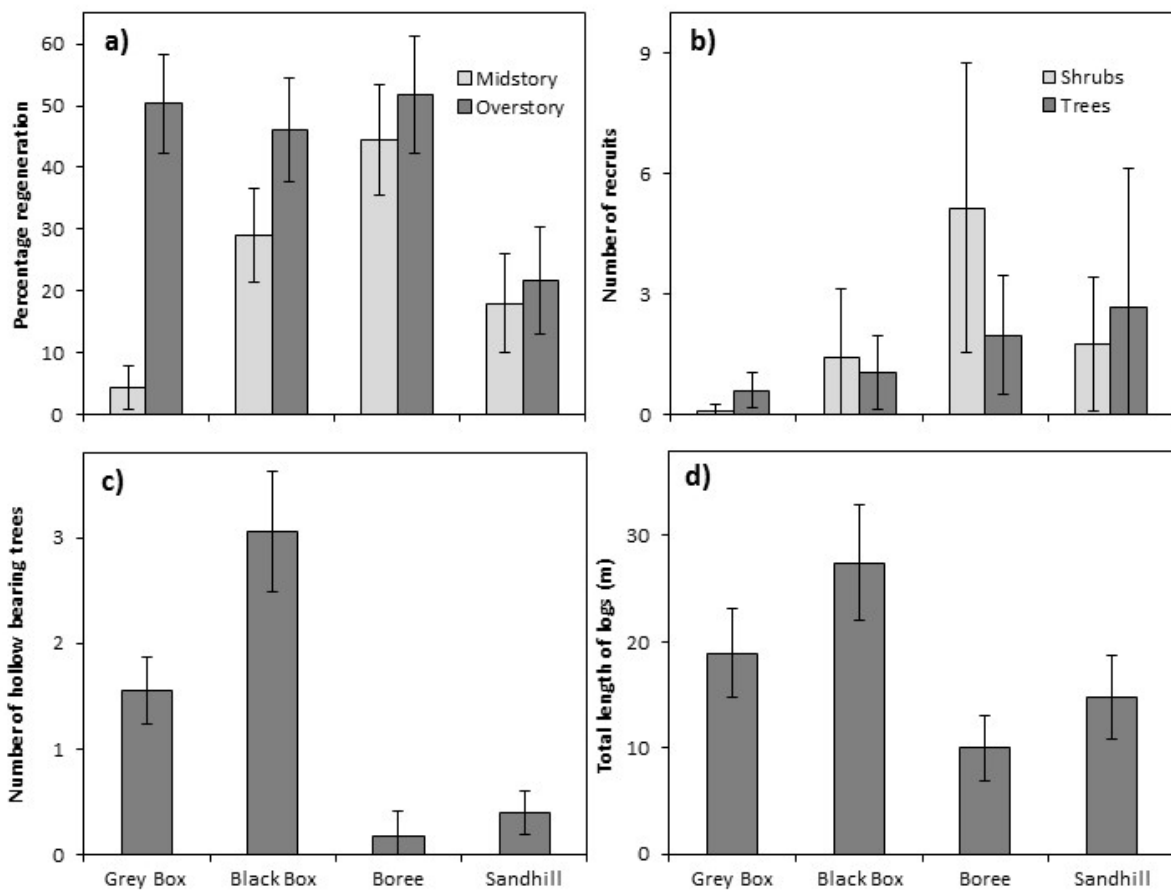 a)
Percentage regeneration
60
50
40
30
20
10
0
Midstory
Overstory
b)
Number of recruits
9
6
3
0
Shrubs
Trees
c)
Number of hollow bearing trees
3
2
1
0
Grey Box Black Box Boree Sandhill
d)
Total length of logs (m)
30
20
10
0
Grey Box Black Box Boree Sandhill